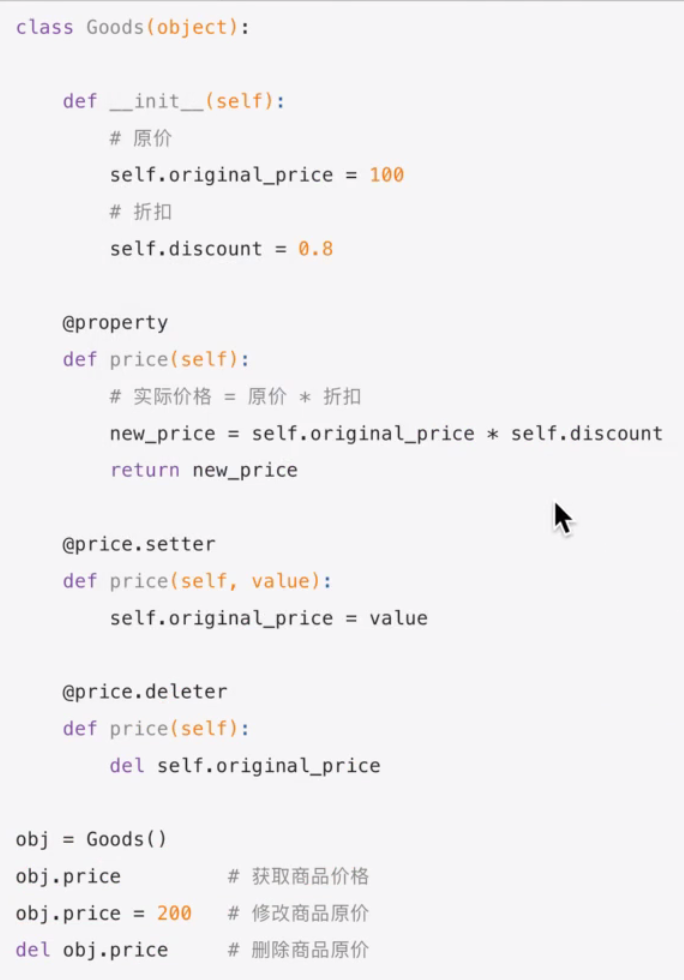 class Goods(object):
    def __init__(self):
        # 原价
        self.original_price = 100
        # 折扣
        self.discount = 0.8
    @property
    def price(self):
        # 实际价格 = 原价 * 折扣
        new_price = self.original_price * self.discount
        return new_price
    @price.setter
    def price(self, value):
        self.original_price = value
    @price.deleter
    def price(self):
        del self.original_price
obj = Goods()
obj.price         # 获取商品价格
obj.price = 200   # 修改商品原价
del obj.price     # 删除商品原价